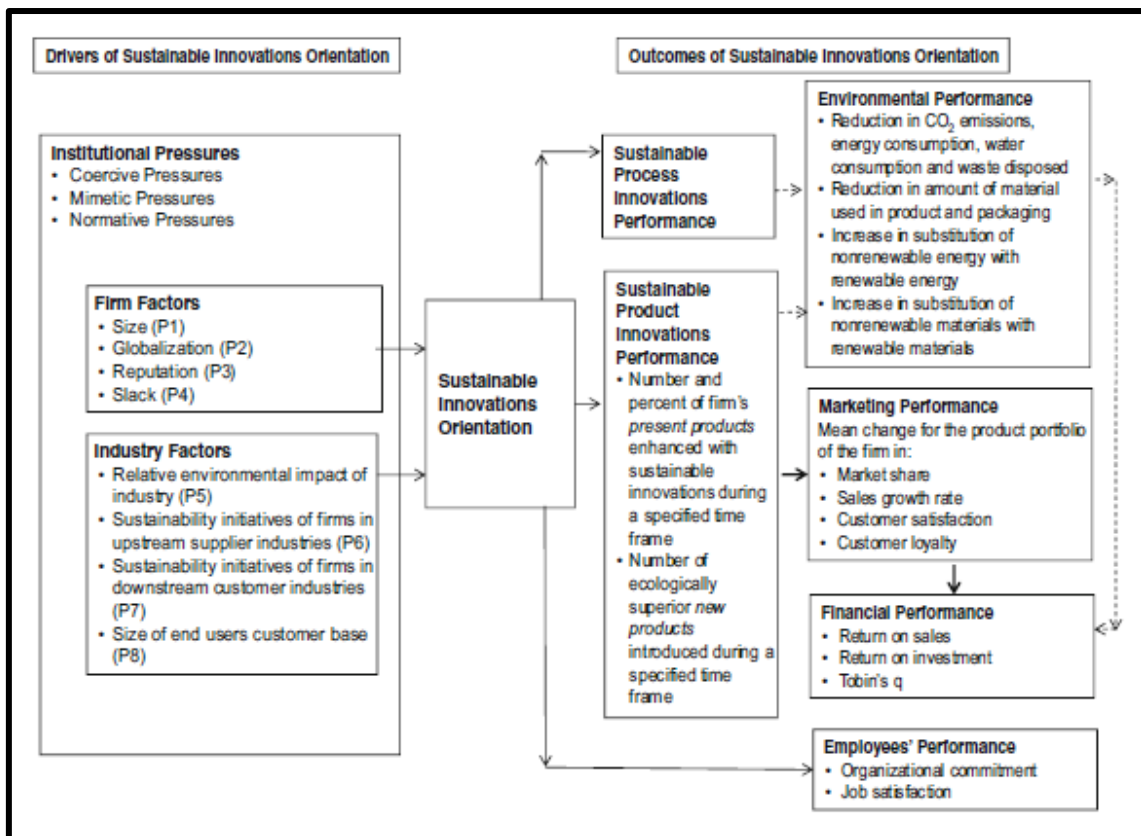 Drivers of Sustainable Innovations Orientation
Outcomes of Sustainable Innovations Orientation
Institutional Pressures
• Coercive Pressures
• Mimetic Pressures
• Normative Pressures
Firm Factors
• Size (P1)
• Globalization (P2)
• Reputation (P3)
• Slack (P4)
Industry Factors
• Relative environmental impact of
industry (P5)
• Sustainability initiatives of firms in
upstream supplier industries (P6)
• Sustainability initiatives of firms in
downstream customer industries
(P7)
• Size of end users customer base
(P8)
Sustainable
Innovations
Orientation
Sustainable
Process
Innovations
Performance
Sustainable
Product
Innovations
Performance
• Number and
percent of firm's
present products
enhanced with
sustainable
innovations during
a specified time
frame
• Number of
ecologically
superior new
products
introduced during a
specified time
frame
Environmental Performance
• Reduction in CO₂ emissions,
energy consumption, water
consumption and waste disposed
• Reduction in amount of material
used in product and packaging
• Increase in substitution of
nonrenewable energy with
renewable energy
• Increase in substitution of
nonrenewable materials with
renewable materials
Marketing Performance
Mean change for the product portfolio
of the firm in:
• Market share
• Sales growth rate
• Customer satisfaction
• Customer loyalty
Financial Performance
• Return on sales
• Return on investment
• Tobin's q
Employees' Performance
• Organizational commitment
• Job satisfaction